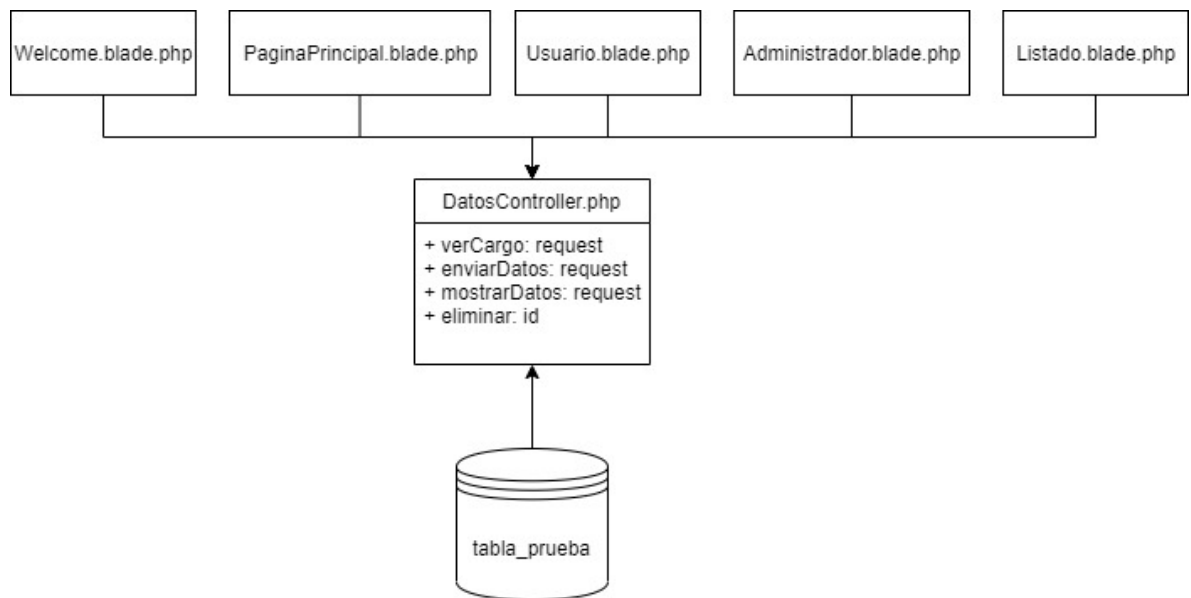 Welcome.blade.php
PaginaPrincipal.blade.php
Usuario.blade.php
Administrador.blade.php
Listado.blade.php
DatosController.php
+ verCargo: request
+ enviarDatos: request
+ mostrarDatos: request
+ eliminar: id
tabla_prueba